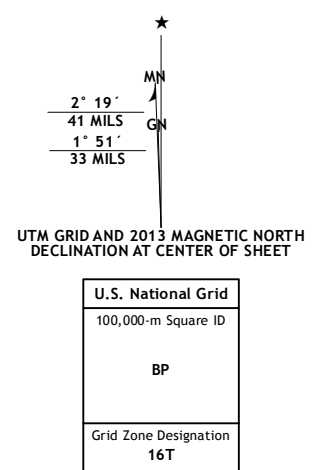 ★
MN
2° 19´
41 MILS
GN
1° 51´
33 MILS
UTM GRID AND 2013 MAGNETIC NORTH
DECLINATION AT CENTER OF SHEET
U.S. National Grid
100,000-m Square ID
BP
Grid Zone Designation
16T